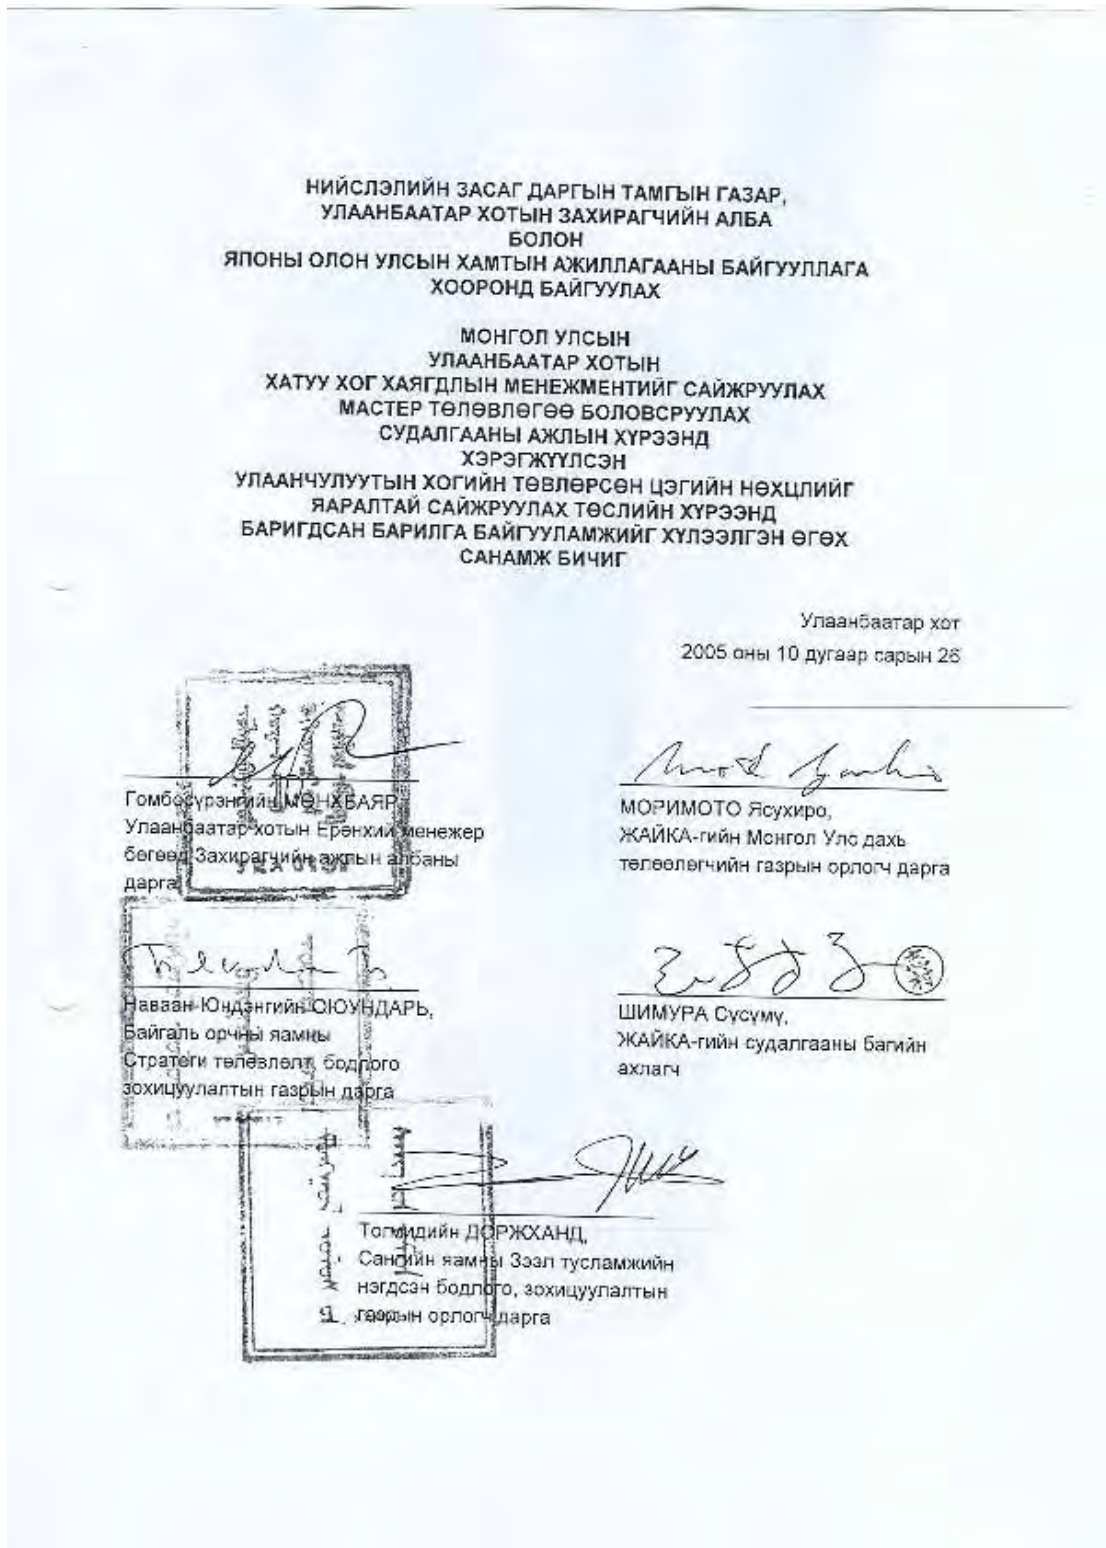 НИЙСЛЭЛИЙН ЗАСАГ ДАРГЫН ТАМГЫН ГАЗАР,
УЛААНБААТАР ХОТЫН ЗАХИРАГЧИЙН АЛБА
БОЛОН
ЯПОНЫ ОЛОН УЛСЫН ХАМТЫН АЖИЛЛАГААНЫ БАЙГУУЛЛАГА
ХООРОНД БАЙГУУЛАХ
МОНГОЛ УЛСЫН
УЛААНБААТАР ХОТЫН
ХАТУУ ХОГ ХАЯГДЛЫН МЕНЕЖМЕНТИЙГ САЙЖРУУЛАХ
МАСТЕР ТӨЛӨВЛӨГӨӨ БОЛОВСРУУЛАХ
СУДАЛГААНЫ АЖЛЫН ХҮРЭЭНД
ХЭРЭГЖҮҮЛСЭН
УЛААНЧУЛУУТЫН ХОГИЙН ТӨВЛӨРСӨН ЦЭГИЙН НӨХЦЛИЙГ
ЯАРАЛТАЙ САЙЖРУУЛАХ ТӨСЛИЙН ХҮРЭЭНД
БАРИГДСАН БАРИЛГА БАЙГУУЛАМЖИЙГ ХҮЛЭЭЛГЭН ӨГӨХ
САНАМЖ БИЧИГ
Улаанбаатар хот
2005 оны 10 дугаар сарын 26
Гомбосүрэнгийн МӨНХБАЯР
Улаанбаатар хотын Ерөнхий менежер
бөгөөд Захирагчийн ажлын албаны
дарга
МОРИМОТО Ясухиро,
ЖАЙКА-гийн Монгол Улс дахь
төлөөлөгчийн газрын орлогч дарга
Наваан-Юндэнгийн ОЮУНДАРЬ,
Байгаль орчны яамны
Стратеги төлөвлөлт, бодлого
зохицуулалтын газрын дарга
ШИМУРА Сүсүмү,
ЖАЙКА-гийн судалгааны багийн
ахлагч
Тогмидийн ДОРЖХАНД,
Сангийн яамны Зээл тусламжийн
нэгдсэн бодлого, зохицуулалтын
газрын орлогч дарга